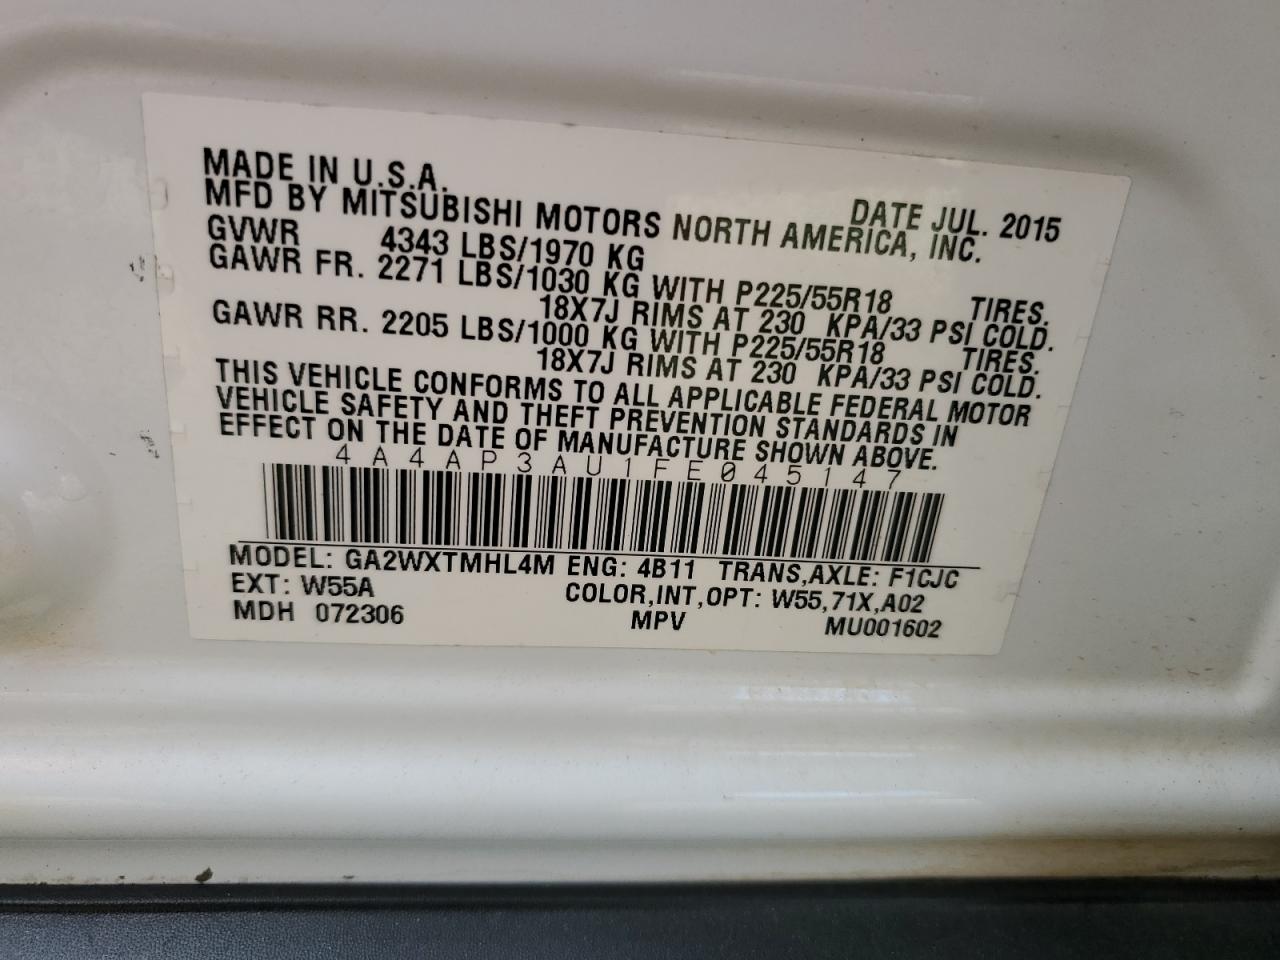 MADE IN U.S.A. DATE JUL. 2015
MFD BY MITSUBISHI MOTORS NORTH AMERICA, INC.
GVWR 4343 LBS/1970 KG
GAWR FR. 2271 LBS/1030 KG WITH P225/55R18 TIRES.
18X7J RIMS AT 230 KPA/33 PSI COLD.
GAWR RR. 2205 LBS/1000 KG WITH P225/55R18 TIRES.
18X7J RIMS AT 230 KPA/33 PSI COLD.
THIS VEHICLE CONFORMS TO ALL APPLICABLE FEDERAL MOTOR
VEHICLE SAFETY AND THEFT PREVENTION STANDARDS IN
EFFECT ON THE DATE OF MANUFACTURE SHOWN ABOVE.
4A4AP3AU1FE045147
MODEL: GA2WXTMHL4M ENG: 4B11 TRANS,AXLE: F1CJC
EXT: W55A COLOR,INT,OPT: W55,71X,A02
MDH 072306 MPV MU001602